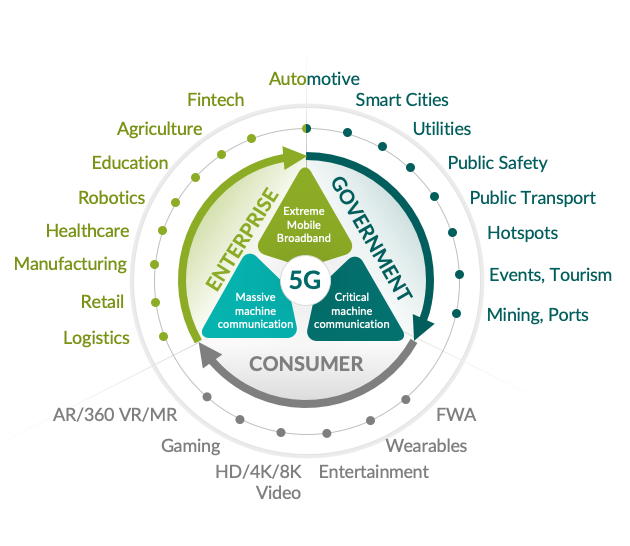 Automotive
Fintech
Smart Cities
Agriculture
Utilities
Education
Public Safety
Robotics
Public Transport
Healthcare
Hotspots
Manufacturing
Events, Tourism
Retail
Mining, Ports
Logistics
ENTERPRISE
GOVERNMENT
Extreme
Mobile
Broadband
5G
Massive
machine
communication
Critical
machine
communication
CONSUMER
AR/360 VR/MR
FWA
Gaming
Wearables
HD/4K/8K
Video
Entertainment